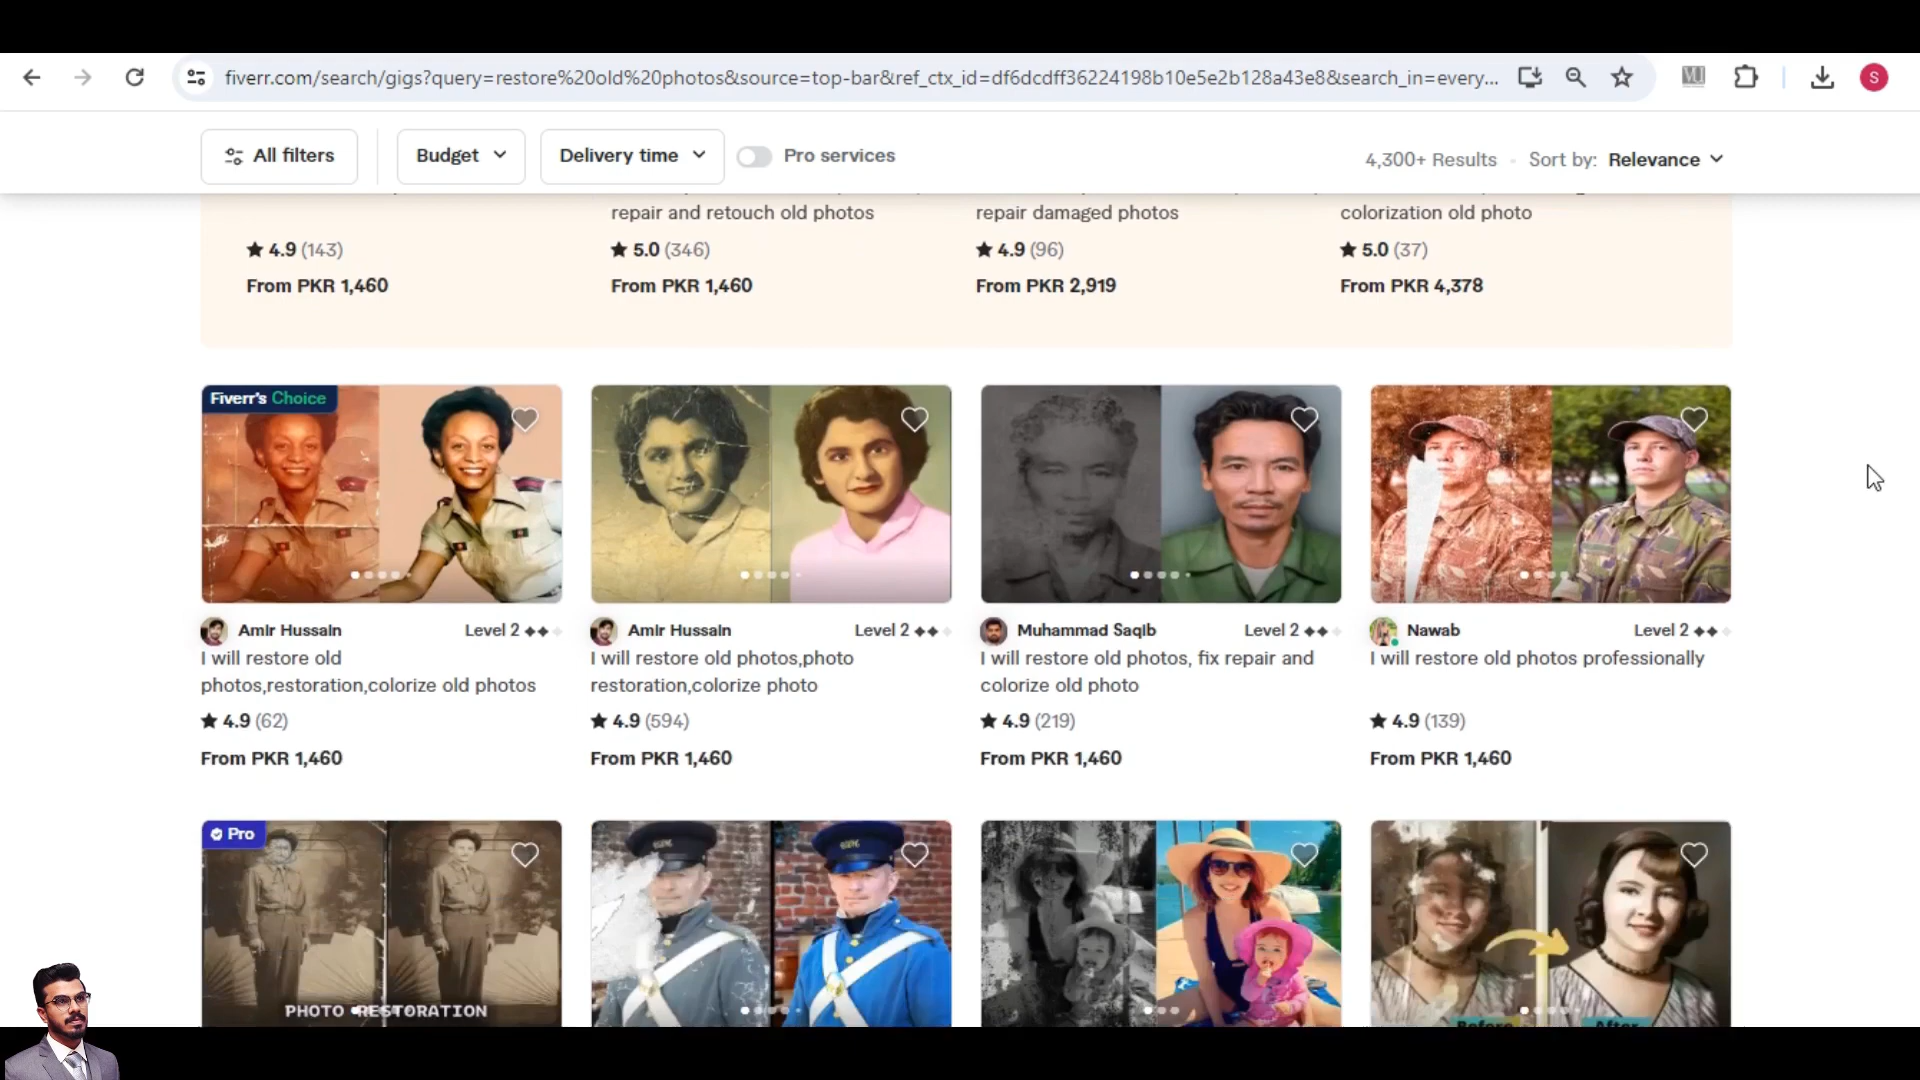 fiverr.com/search/gigs?query=restore%20old%20photos&source=top-bar&ref_ctx_id=df6dcdff36224198b10e5e2b128a43e8&search_in=every...
S
All filters
Budget
Delivery time
Pro services
4,300+ Results
Sort by: Relevance
repair and retouch old photos
repair damaged photos
colorization old photo
4.9 (143)
5.0 (346)
4.9 (96)
5.0 (37)
From PKR 1,460
From PKR 1,460
From PKR 2,919
From PKR 4,378
Fiverr's Choice
Amir Hussain
Level 2
I will restore old
photos,restoration,colorize old photos
4.9 (62)
From PKR 1,460
Amir Hussain
Level 2
I will restore old photos,photo
restoration,colorize photo
4.9 (594)
From PKR 1,460
Muhammad Saqib
Level 2
I will restore old photos, fix repair and
colorize old photo
4.9 (219)
From PKR 1,460
Nawab
Level 2
I will restore old photos professionally
4.9 (139)
From PKR 1,460
Pro
PHOTO RESTORATION
Before
After